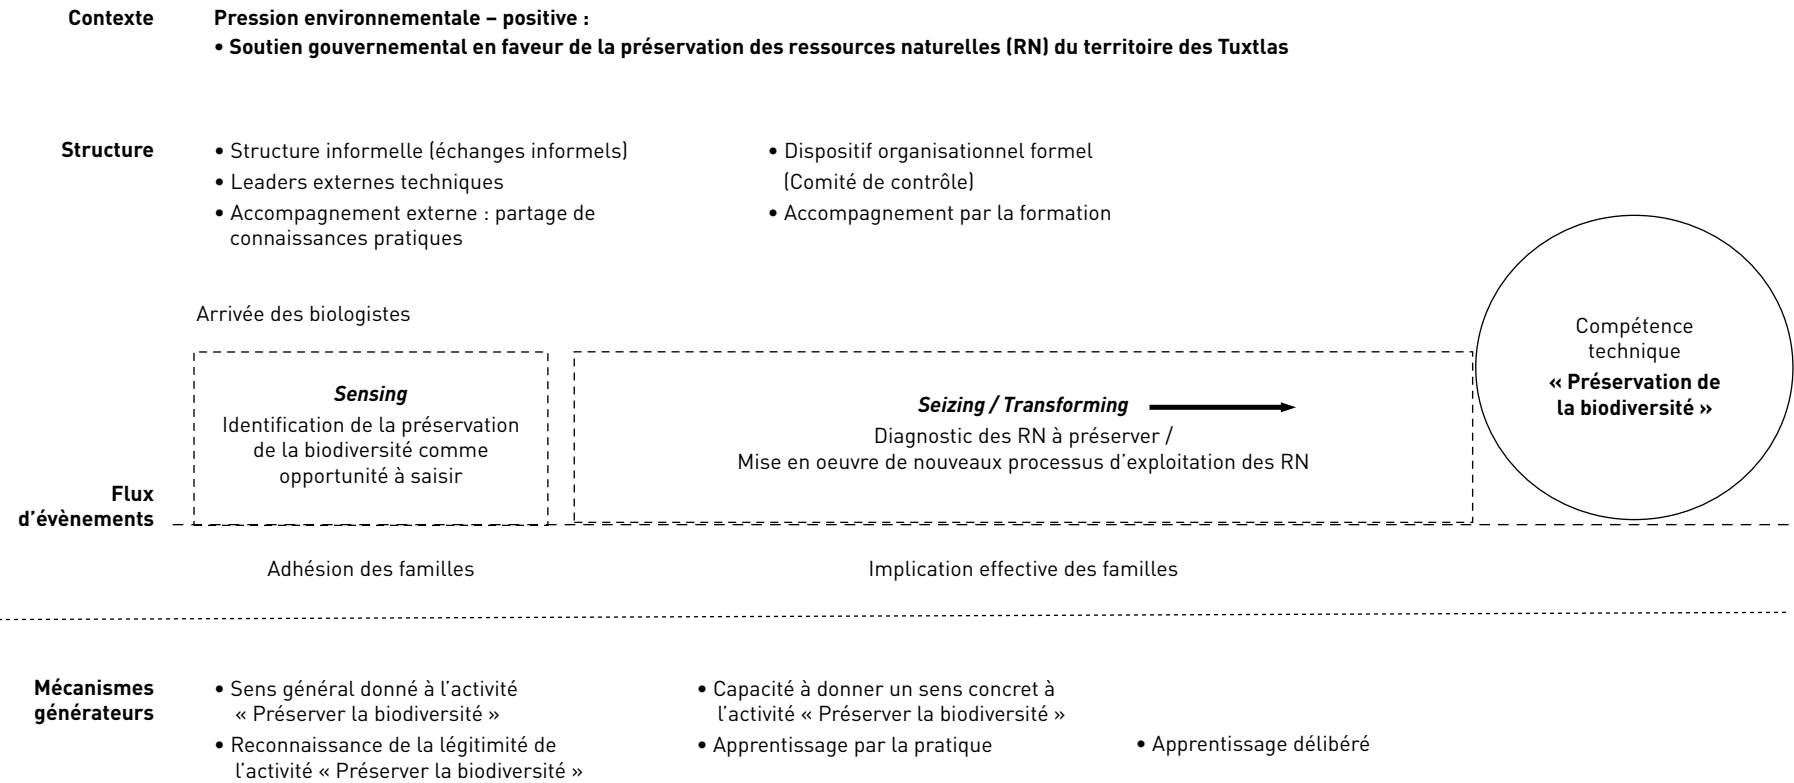 Contexte
Pression environnementale – positive :
• Soutien gouvernemental en faveur de la préservation des ressources naturelles (RN) du territoire des Tuxtlas
Structure
• Structure informelle (échanges informels)
• Leaders externes techniques
• Accompagnement externe : partage de
connaissances pratiques
• Dispositif organisationnel formel
(Comité de contrôle)
• Accompagnement par la formation
Arrivée des biologistes
Sensing
Identification de la préservation
de la biodiversité comme
opportunité à saisir
Seizing / Transforming
Diagnostic des RN à préserver /
Mise en oeuvre de nouveaux processus d’exploitation des RN
Compétence
technique
« Préservation de
la biodiversité »
Flux
d’évènements
Adhésion des familles
Implication effective des familles
Mécanismes
générateurs
• Sens général donné à l’activité
« Préserver la biodiversité »
• Reconnaissance de la légitimité de
l’activité « Préserver la biodiversité »
• Capacité à donner un sens concret à
l’activité « Préserver la biodiversité »
• Apprentissage par la pratique
• Apprentissage délibéré